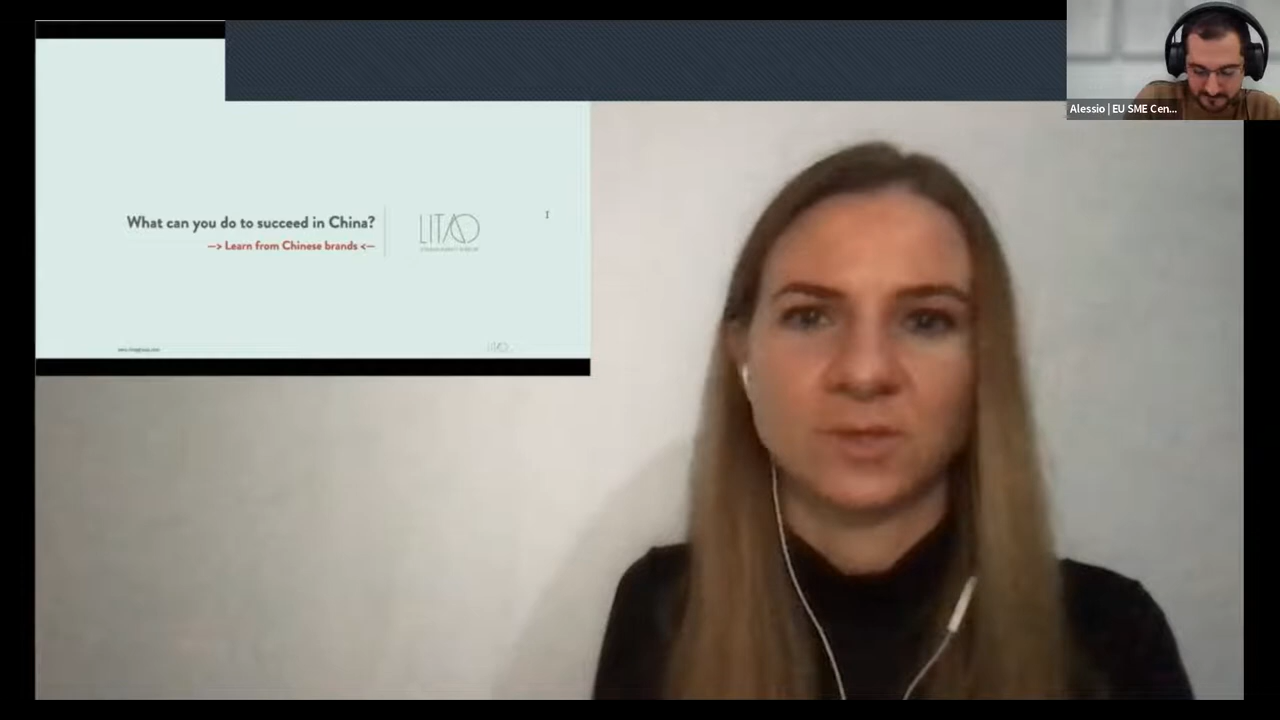 What can you do to succeed in China?
—> Learn from Chinese brands <—
LITAO
Alessio | EU SME Cen...